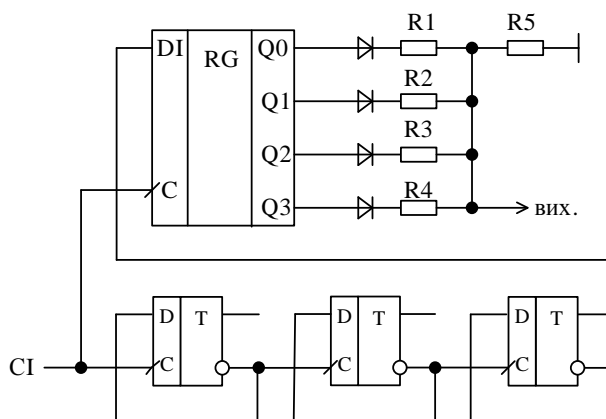 DI RG Q0 R1 R5
Q1 R2
Q2 R3
C Q3 R4 вих.
D T D T D T
CI C C C